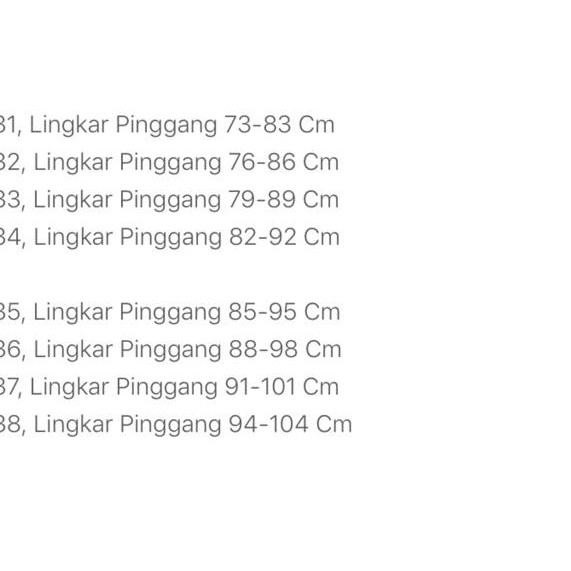 31, Lingkar Pinggang 73-83 Cm
32, Lingkar Pinggang 76-86 Cm
33, Lingkar Pinggang 79-89 Cm
34, Lingkar Pinggang 82-92 Cm
35, Lingkar Pinggang 85-95 Cm
36, Lingkar Pinggang 88-98 Cm
37, Lingkar Pinggang 91-101 Cm
38, Lingkar Pinggang 94-104 Cm